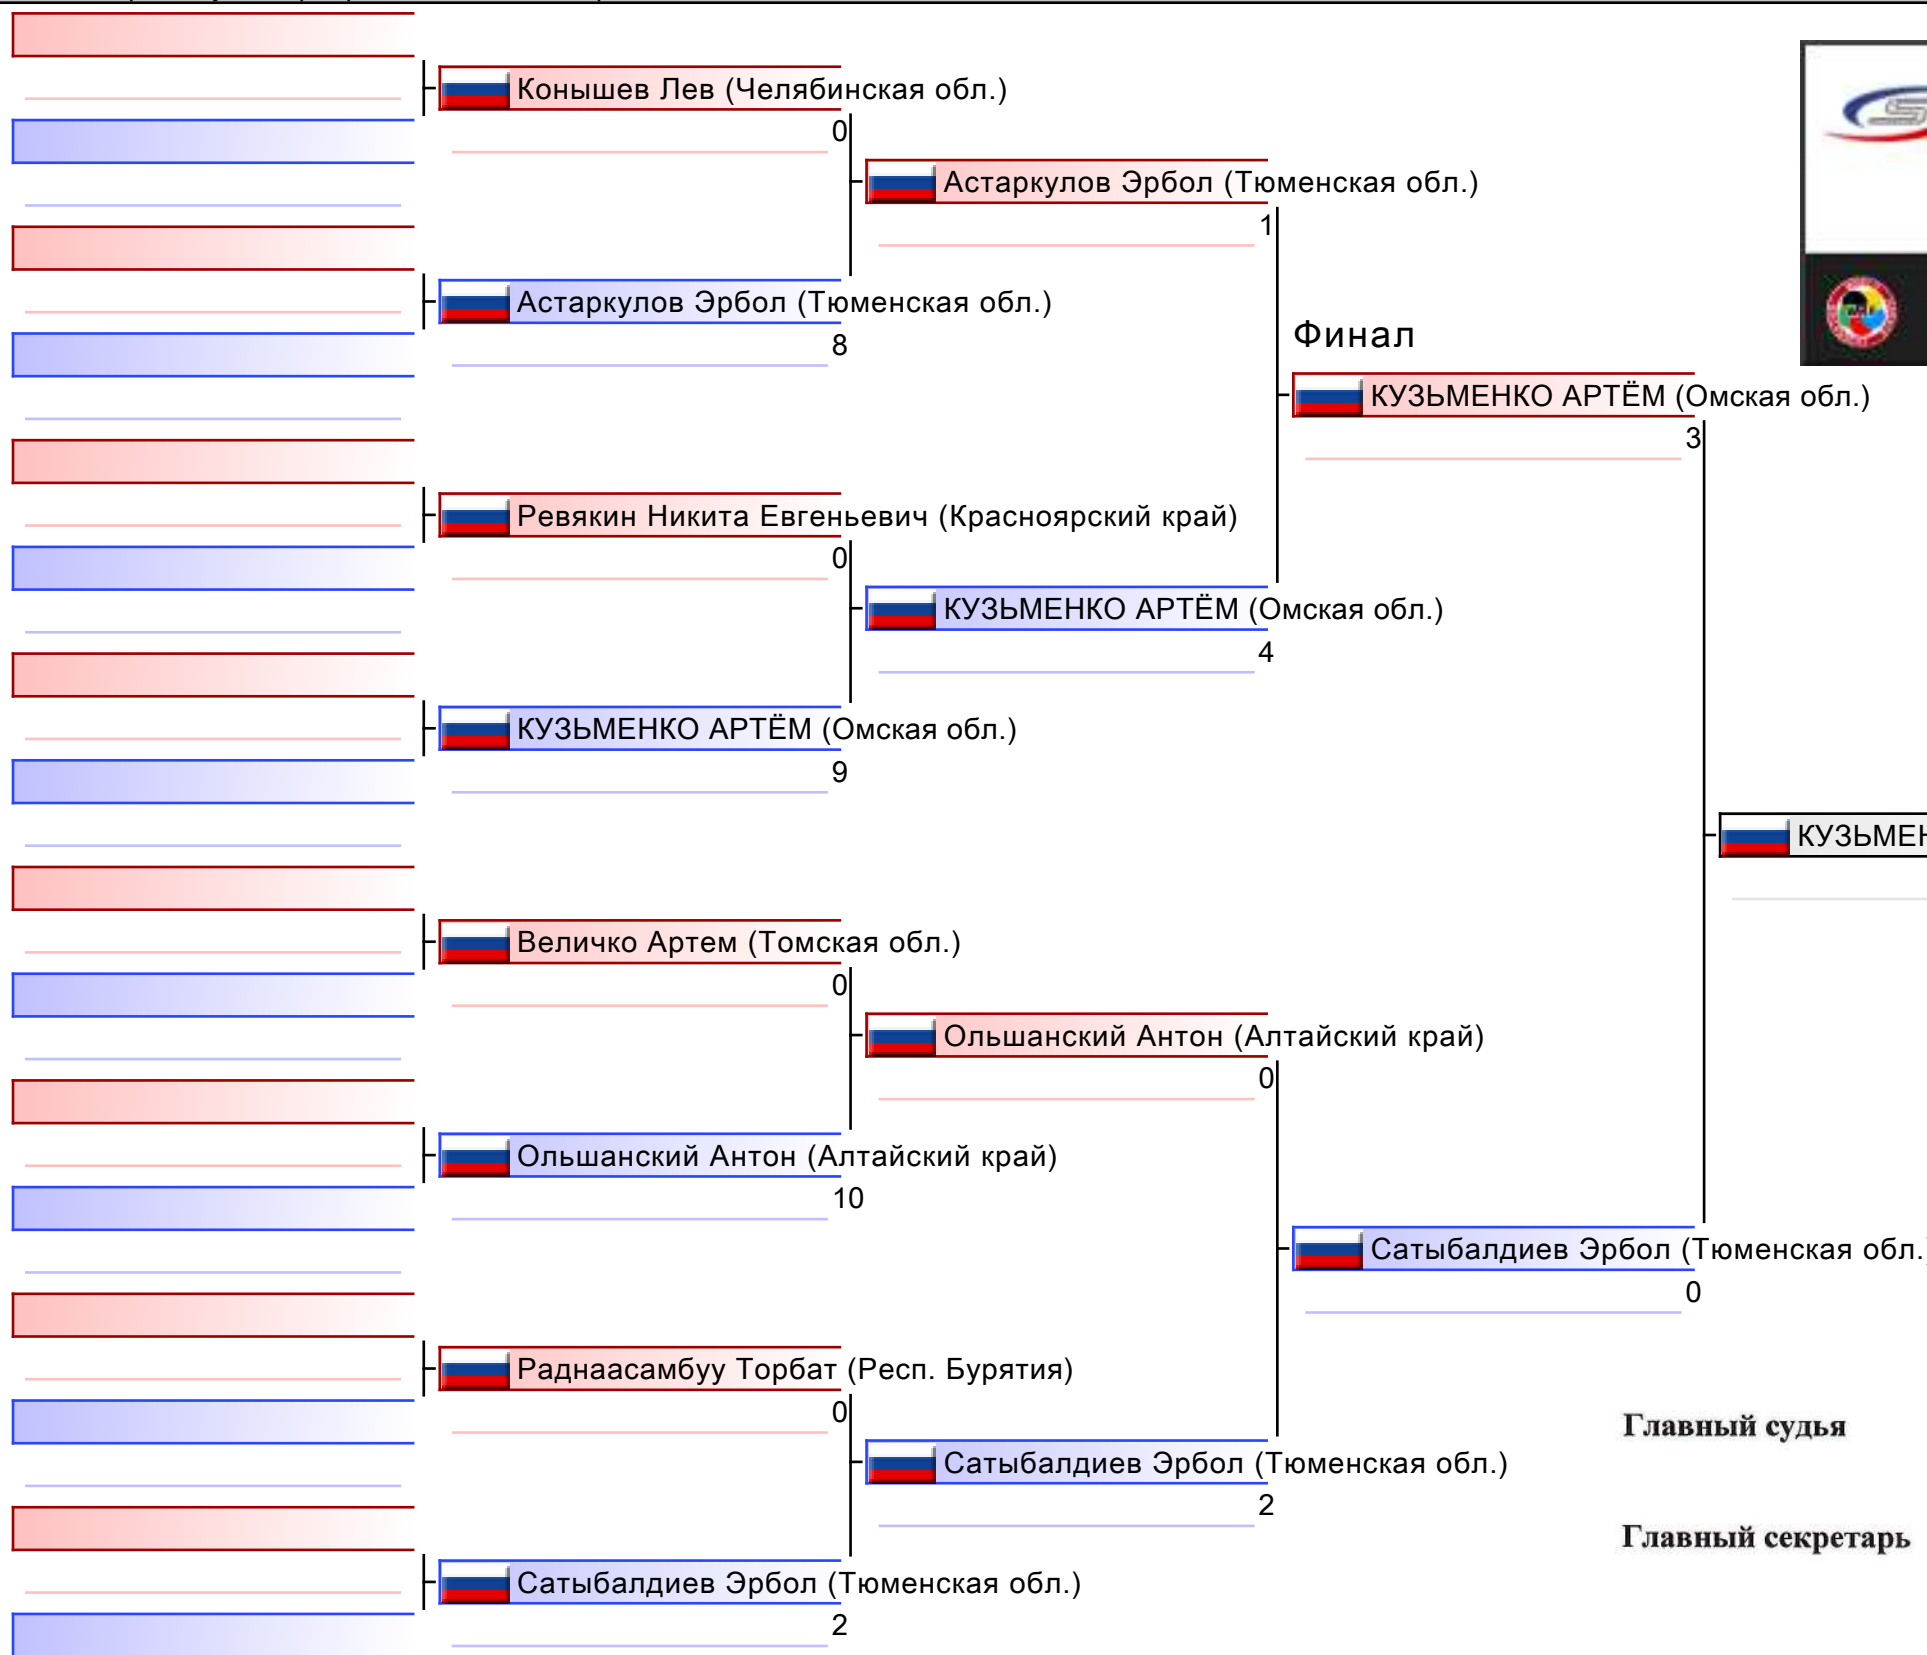 Конышев Лев (Челябинская обл.)
0
Астаркулов Эрбол (Тюменская обл.)
1
Астаркулов Эрбол (Тюменская обл.)
8
Финал
КУЗЬМЕНКО АРТЁМ (Омская обл.)
3
Ревякин Никита Евгеньевич (Красноярский край)
0
КУЗЬМЕНКО АРТЁМ (Омская обл.)
4
КУЗЬМЕНКО АРТЁМ (Омская обл.)
9
КУЗЬМЕН
Величко Артем (Томская обл.)
0
Ольшанский Антон (Алтайский край)
0
Ольшанский Антон (Алтайский край)
10
Сатыбалдиев Эрбол (Тюменская обл.)
0
Раднаасамбуу Торбат (Респ. Бурятия)
0
Главный судья
Сатыбалдиев Эрбол (Тюменская обл.)
2
Главный секретарь
Сатыбалдиев Эрбол (Тюменская обл.)
2